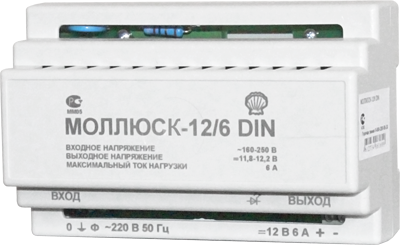 МОЛЛЮСК-12/6 DIN
ВХОДНОЕ НАПРЯЖЕНИЕ ~160-250 В
ВЫХОДНОЕ НАПРЯЖЕНИЕ =11,8-12,2 В
МАКСИМАЛЬНЫЙ ТОК НАГРУЗКИ 6 А
ВХОД ВЫХОД
0 ⏚ Ф ~220 В 50 Гц =12 В 6 А + -